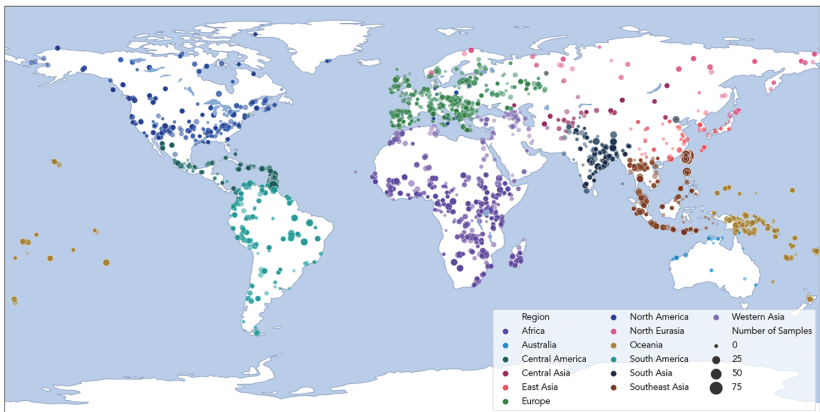 Region
Africa
Australia
Central America
Central Asia
East Asia
Europe
North America
North Eurasia
Oceania
South America
South Asia
Southeast Asia
Western Asia
Number of Samples
0
25
50
75